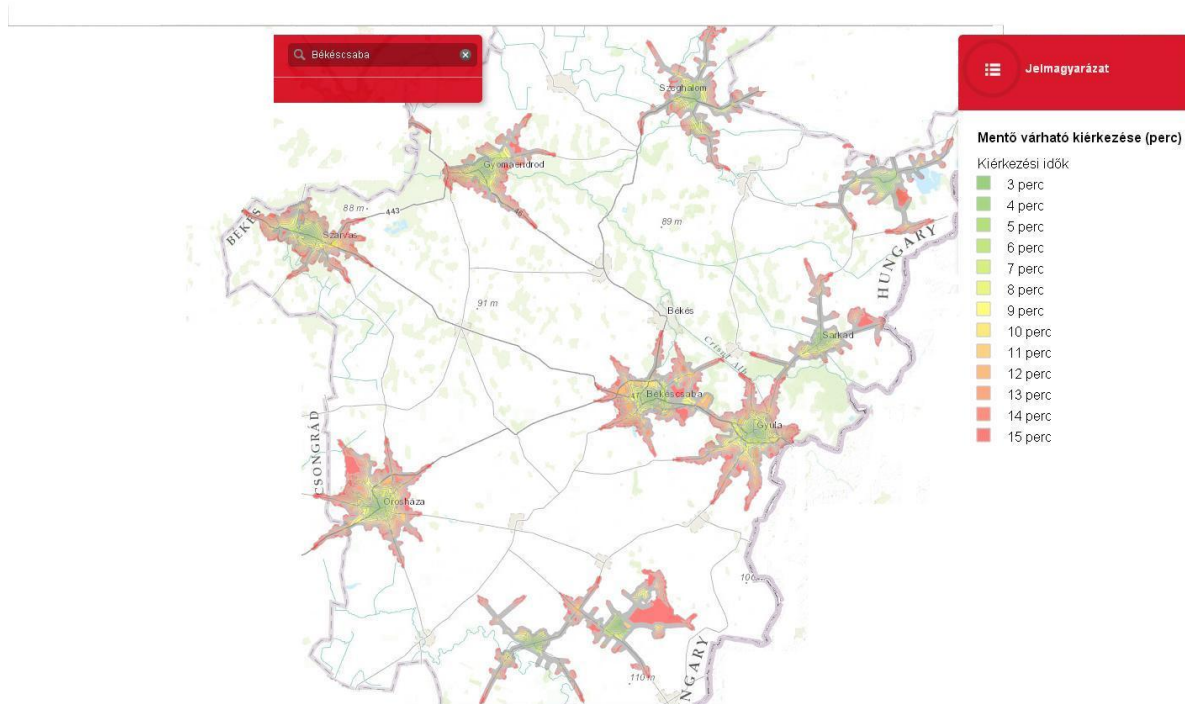 Békéscsaba
Jelmagyarázat
Mentő várható kiérkezése (perc)
Kiérkezési idők
3 perc
4 perc
5 perc
6 perc
7 perc
8 perc
9 perc
10 perc
11 perc
12 perc
13 perc
14 perc
15 perc
Szeghalom
Gyomaendrőd
88 m
443
46
BÉKÉS
Szarvas
89 m
HUNGARY
91 m
Békés
Sarkad
Békéscsaba
Gyula
CSONGRÁD
Orosháza
110 m
NGARY